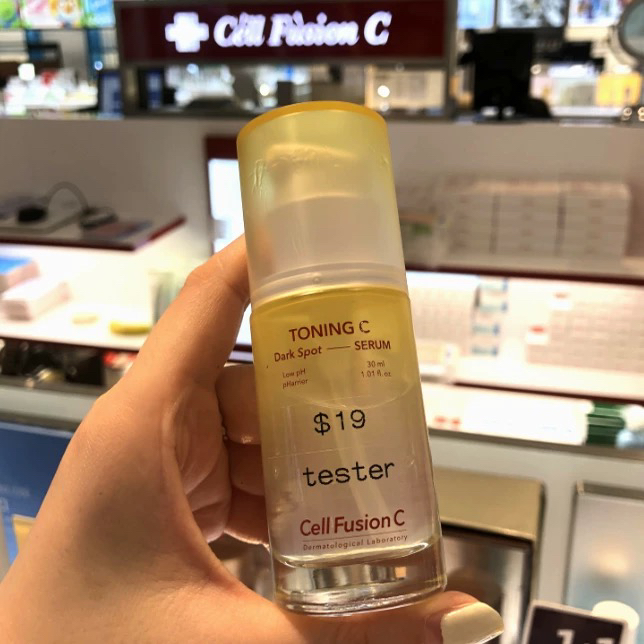 Cell Fusion C
TONING C
Dark Spot — SERUM
Low pH 30 ml
pHarrier 1.01 fl. oz.
$19
tester
Cell Fusion C
Dermatological Laboratory